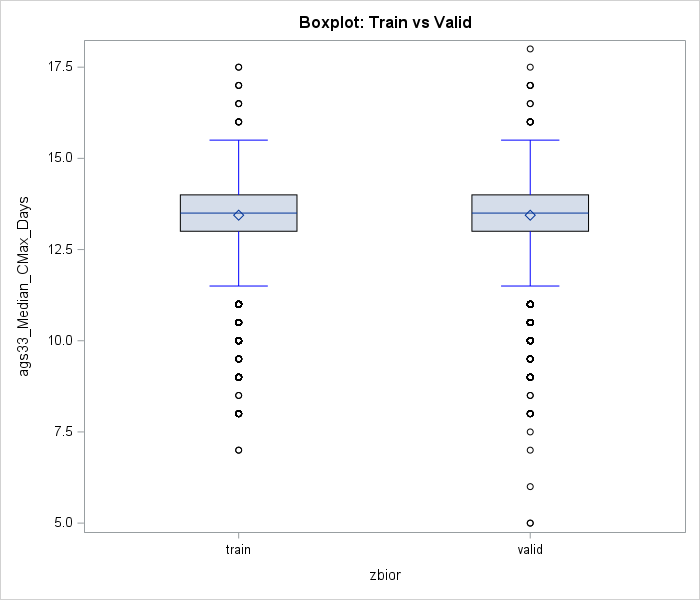 Boxplot: Train vs Valid
17.5
15.0
12.5
10.0
7.5
5.0
ags33_Median_CMax_Days
train
valid
zbior